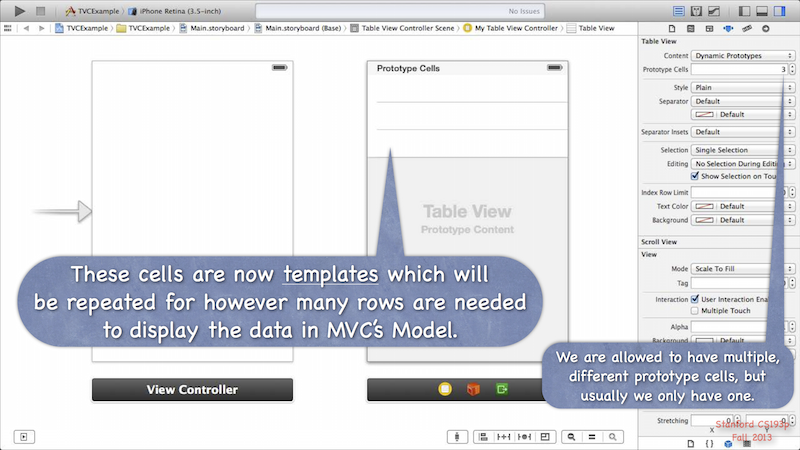 TVCExample
iPhone Retina (3.5-inch)
No Issues
TVCExample
TVCExample
Main.storyboard
Main.storyboard (Base)
Table View Controller Scene
My Table View Controller
Table View
Prototype Cells
Table View
Prototype Content
These cells are now templates which will
be repeated for however many rows are needed
to display the data in MVC's Model.
View Controller
Table View
Content Dynamic Prototypes
Prototype Cells 3
Style Plain
Separator Default
Default
Separator Insets Default
Selection Single Selection
Editing No Selection During Editing
Show Selection on Touch
Index Row Limit
Text Color Default
Background Default
Scroll View
View
Mode Scale To Fill
Tag
Interaction User Interaction Ena
Multiple Touch
Alpha
Background Default
We are allowed to have multiple,
different prototype cells, but
usually we only have one.
Stretching 0 0
X Y
Stanford CS193p
Fall 2013